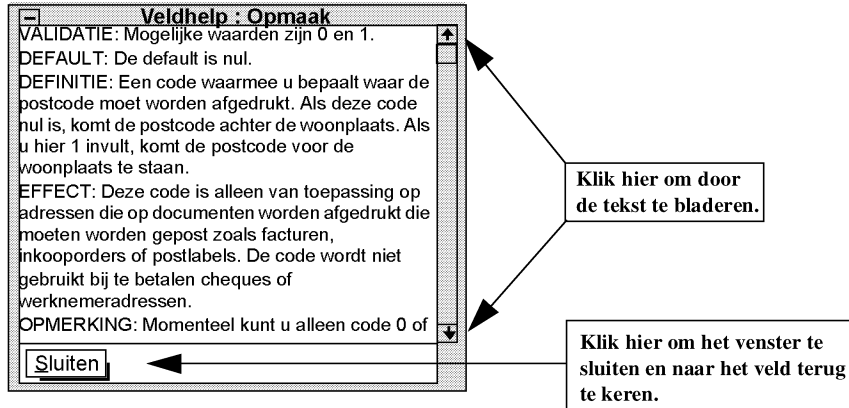 Veldhelp : Opmaak
VALIDATIE: Mogelijke waarden zijn 0 en 1.
DEFAULT: De default is nul.
DEFINITIE: Een code waarmee u bepaalt waar de
postcode moet worden afgedrukt. Als deze code
nul is, komt de postcode achter de woonplaats. Als
u hier 1 invult, komt de postcode voor de
woonplaats te staan.
EFFECT: Deze code is alleen van toepassing op
adressen die op documenten worden afgedrukt die
moeten worden gepost zoals facturen,
inkooporders of postlabels. De code wordt niet
gebruikt bij te betalen cheques of
werknemeradressen.
OPMERKING: Momenteel kunt u alleen code 0 of
Sluiten
Klik hier om door
de tekst te bladeren.
Klik hier om het venster te
sluiten en naar het veld terug
te keren.